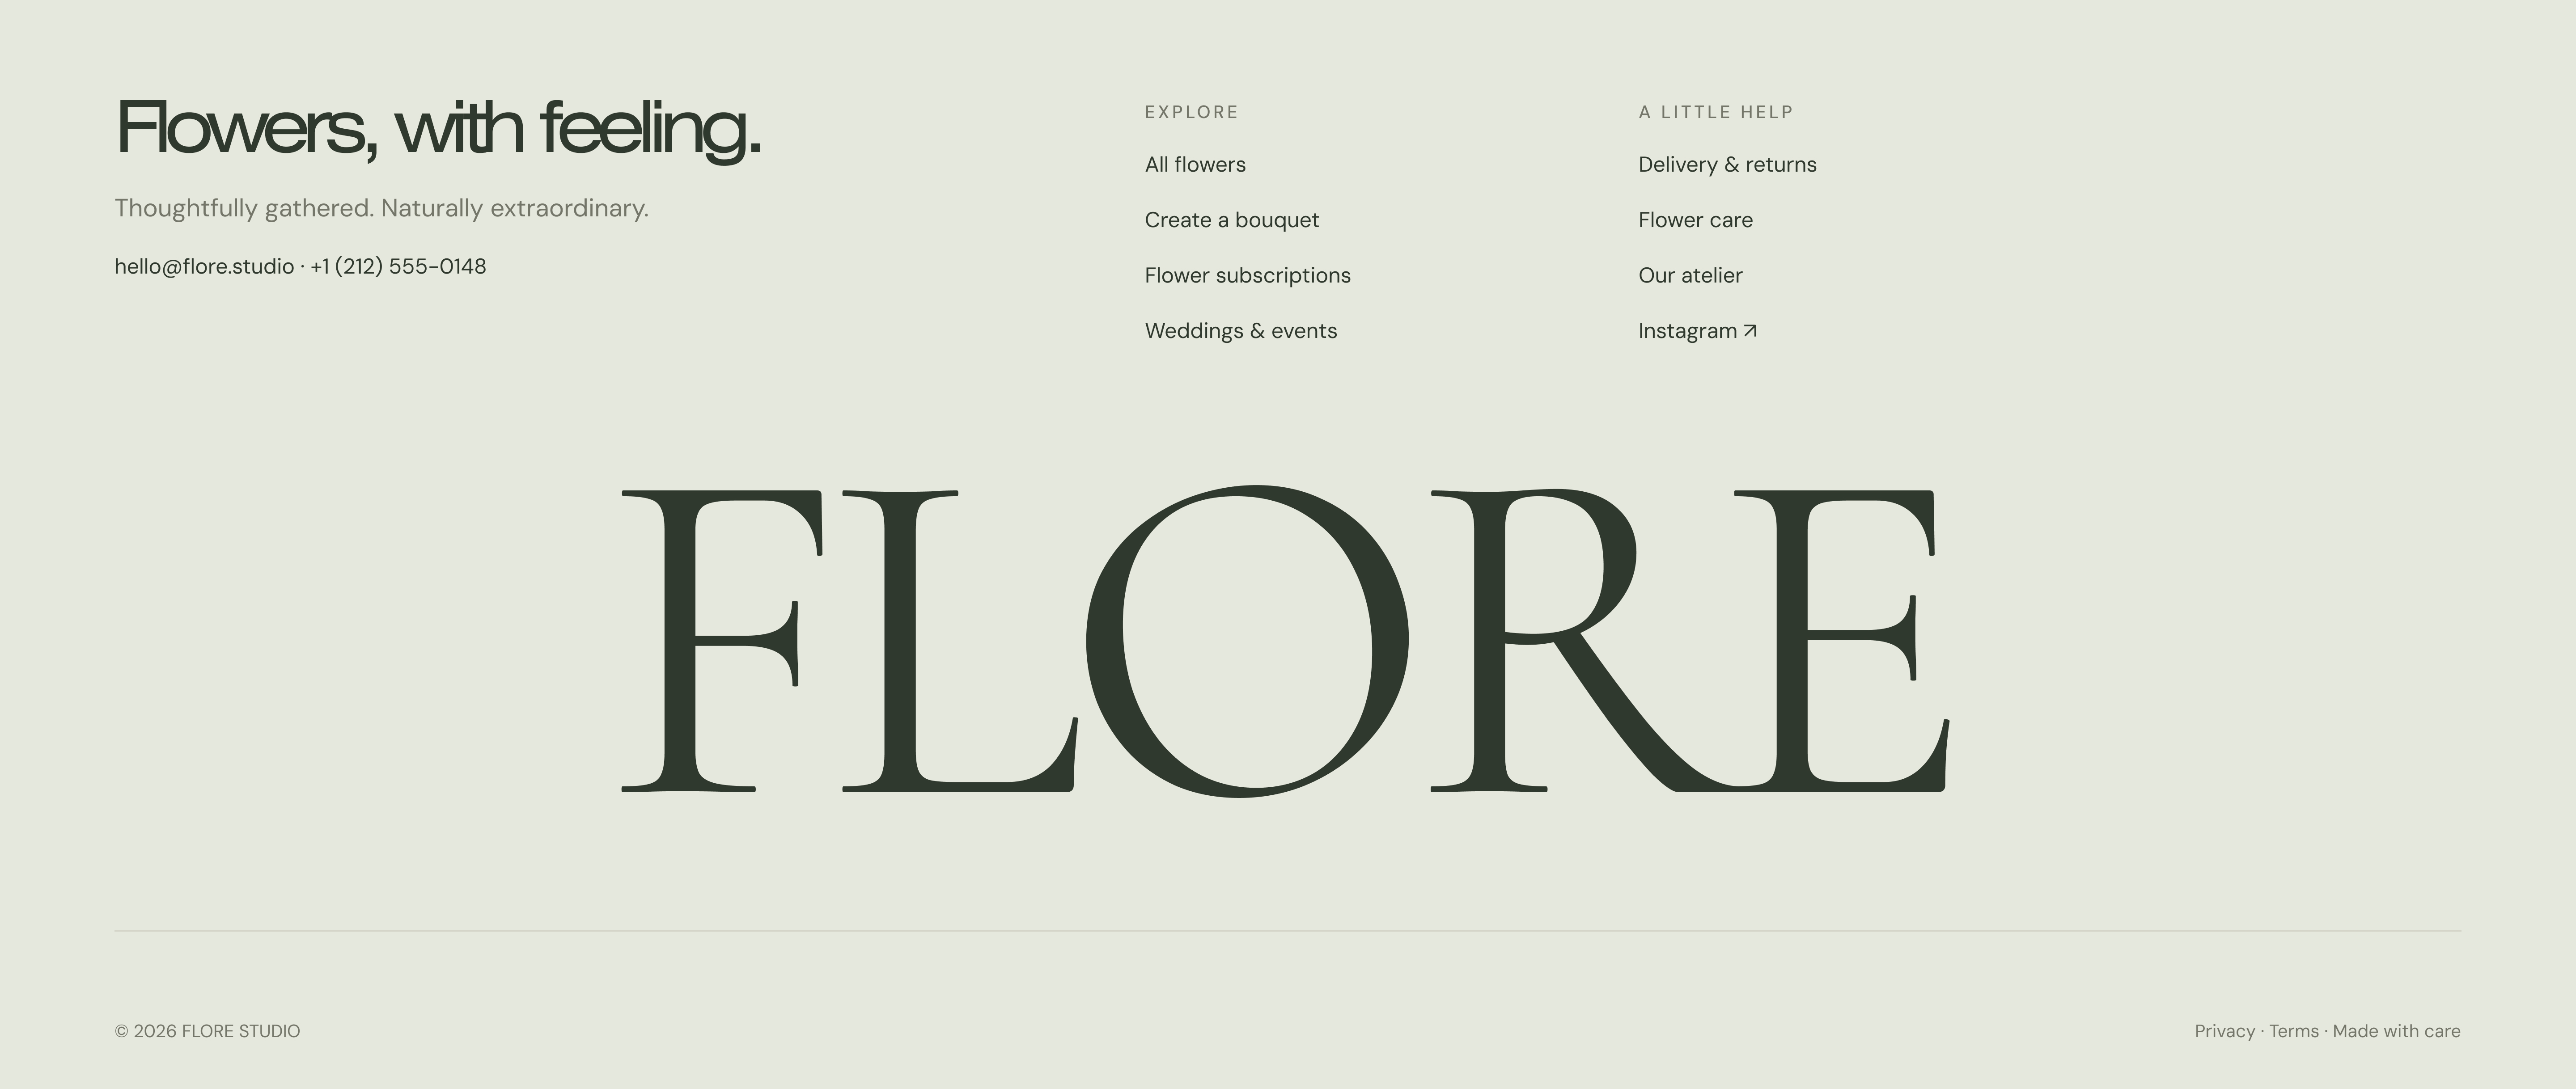 Flowers, with feeling.
Thoughtfully gathered. Naturally extraordinary.
hello@flore.studio · +1 (212) 555-0148
EXPLORE
All flowers
Create a bouquet
Flower subscriptions
Weddings & events
A LITTLE HELP
Delivery & returns
Flower care
Our atelier
Instagram ↗
FLORE
© 2026 FLORE STUDIO
Privacy · Terms · Made with care